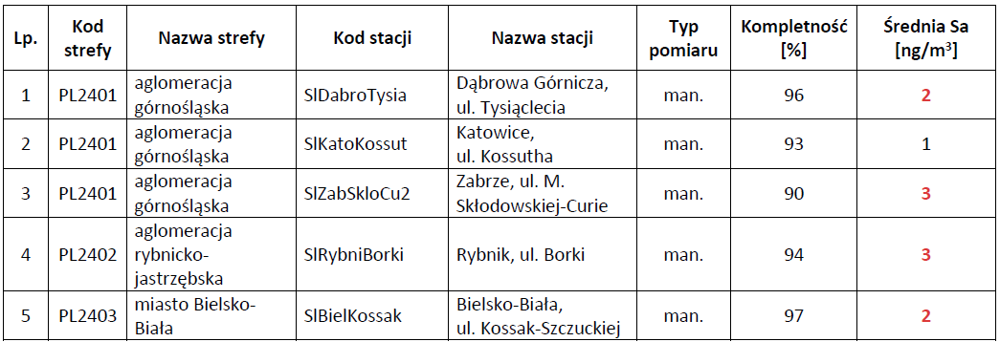 Lp. Kod strefy Nazwa strefy Kod stacji Nazwa stacji Typ pomiaru Kompletność [%] Średnia Sa [ng/m³]
1 PL2401 aglomeracja górnośląska SlDabroTysia Dąbrowa Górnicza, ul. Tysiąclecia man. 96 2
2 PL2401 aglomeracja górnośląska SlKatoKossut Katowice, ul. Kossutha man. 93 1
3 PL2401 aglomeracja górnośląska SlZabSkloCu2 Zabrze, ul. M. Skłodowskiej-Curie man. 90 3
4 PL2402 aglomeracja rybnicko-jastrzębska SlRybniBorki Rybnik, ul. Borki man. 94 3
5 PL2403 miasto Bielsko-Biała SlBielKossak Bielsko-Biała, ul. Kossak-Szczuckiej man. 97 2